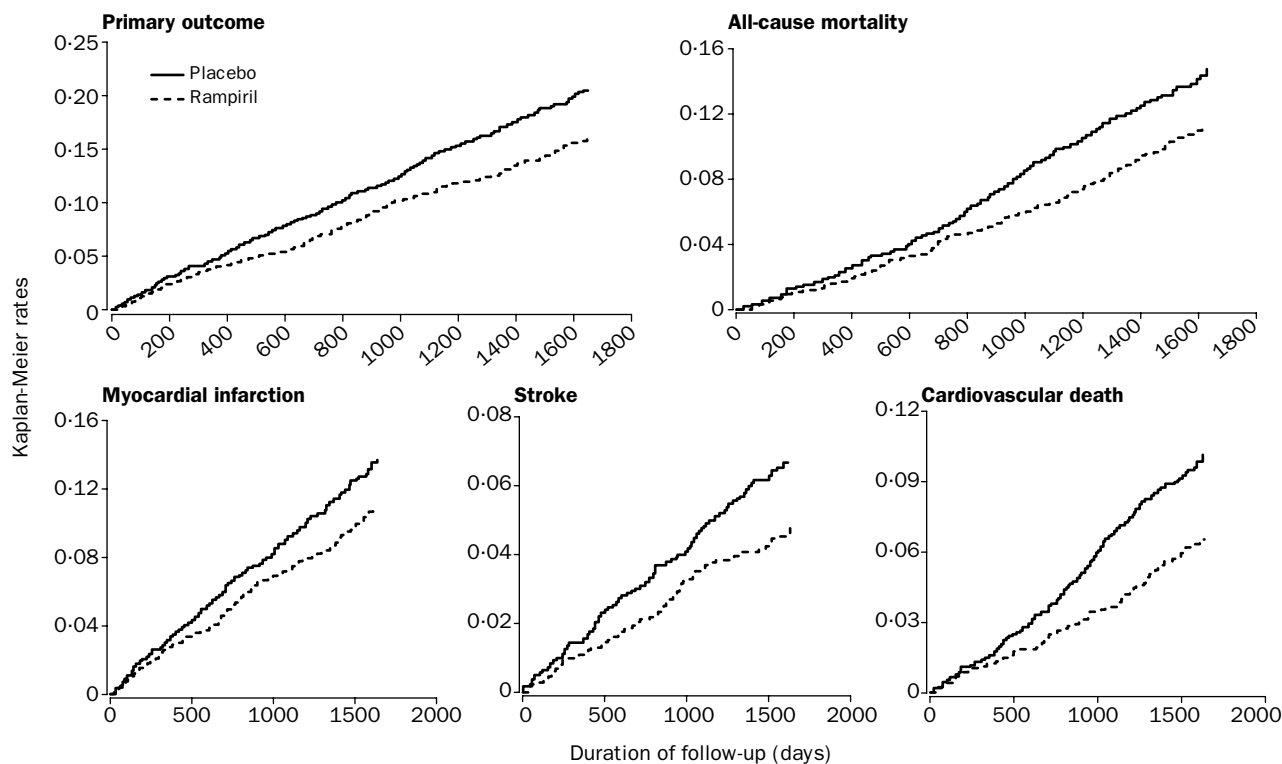 Primary outcome
0·25
0·20
0·15
0·10
0·05
0
Placebo
Rampiril
0 200 400 600 800 1000 1200 1400 1600 1800
All-cause mortality
0·16
0·12
0·08
0·04
0
0 200 400 600 800 1000 1200 1400 1600 1800
Kaplan-Meier rates
Myocardial infarction
0·16
0·12
0·08
0·04
0
0 500 1000 1500 2000
Stroke
0·08
0·06
0·04
0·02
0
0 500 1000 1500 2000
Cardiovascular death
0·12
0·09
0·06
0·03
0
0 500 1000 1500 2000
Duration of follow-up (days)